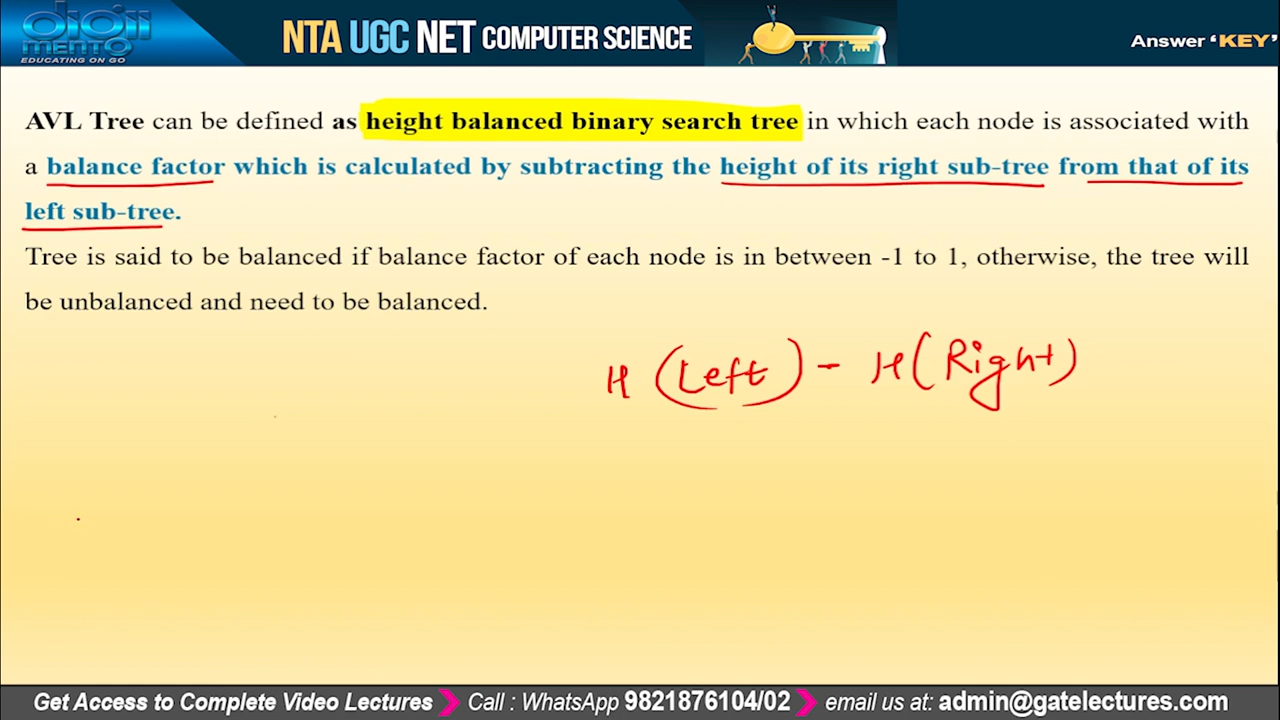 didji
MENTO
EDUCATING ON GO
NTA UGC NET COMPUTER SCIENCE
Answer ‘KEY’
AVL Tree can be defined as height balanced binary search tree in which each node is associated with
a balance factor which is calculated by subtracting the height of its right sub-tree from that of its
left sub-tree.
Tree is said to be balanced if balance factor of each node is in between -1 to 1, otherwise, the tree will
be unbalanced and need to be balanced.
H (Left) - H (Right)
Get Access to Complete Video Lectures Call : WhatsApp 9821876104/02 email us at: admin@gatelectures.com